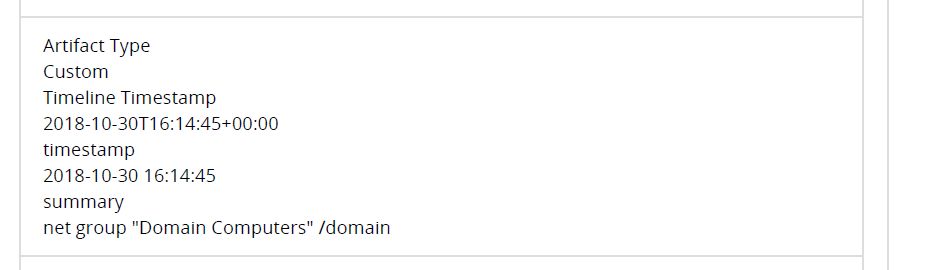 Artifact Type
Custom
Timeline Timestamp
2018-10-30T16:14:45+00:00
timestamp
2018-10-30 16:14:45
summary
net group "Domain Computers" /domain